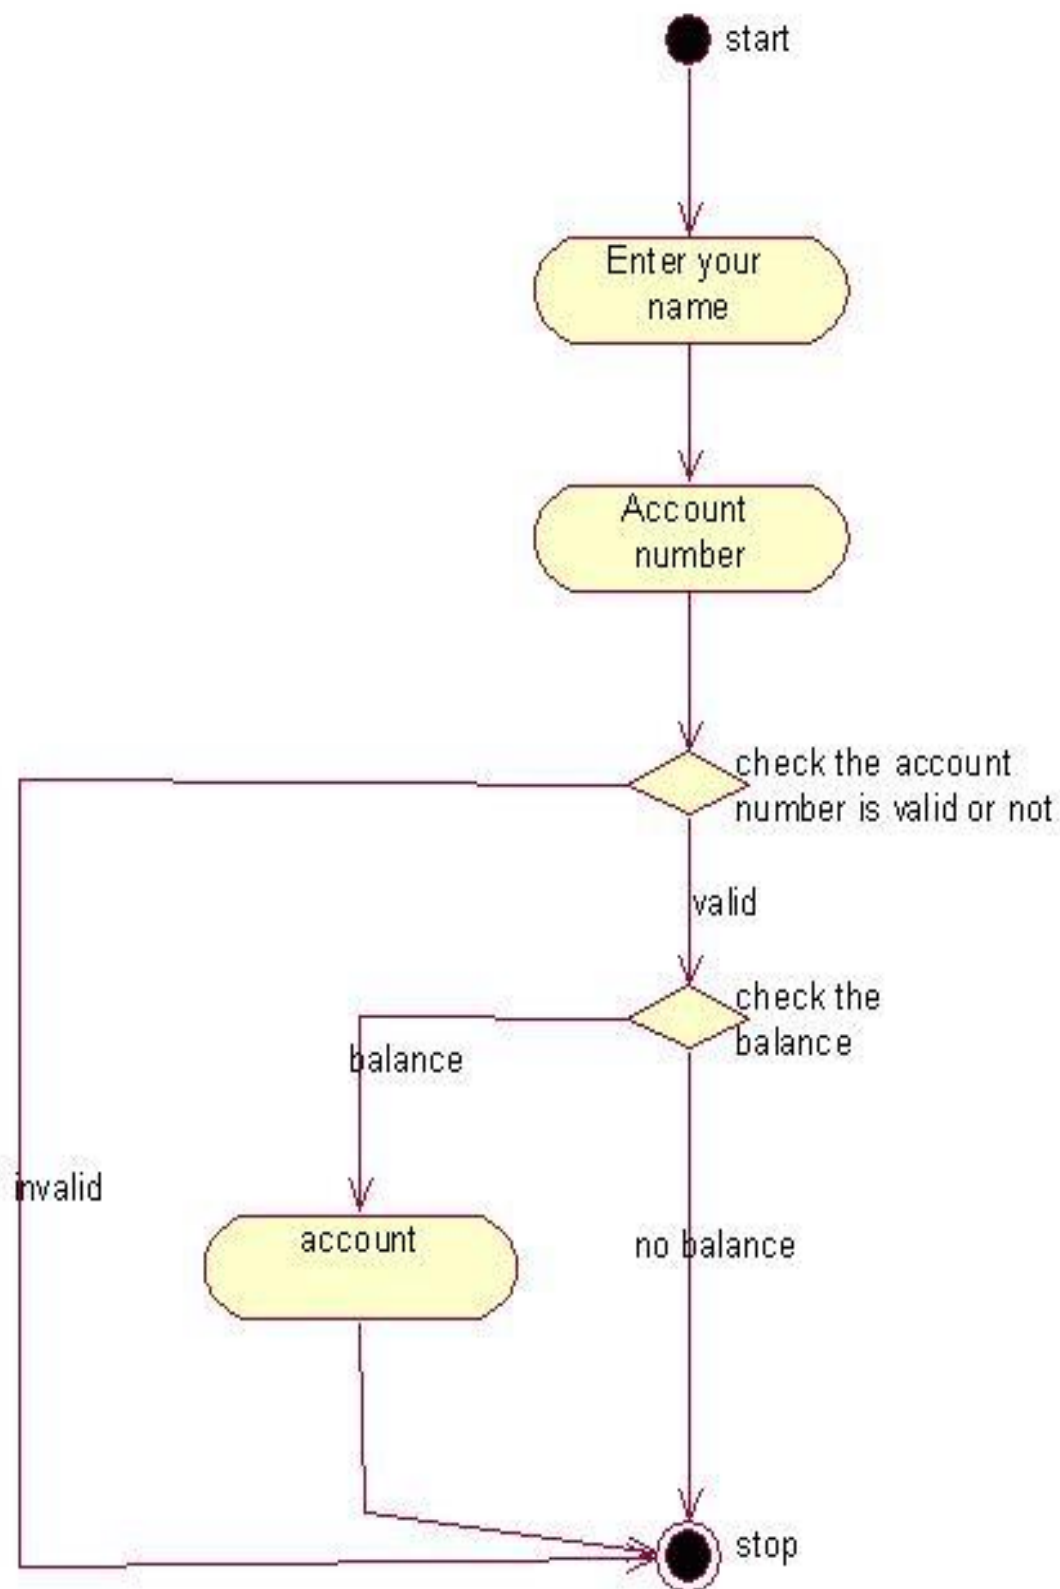 start
Enter your
name
Account
number
check the account
number is valid or not
valid
check the
balance
balance
invalid
account
no balance
stop